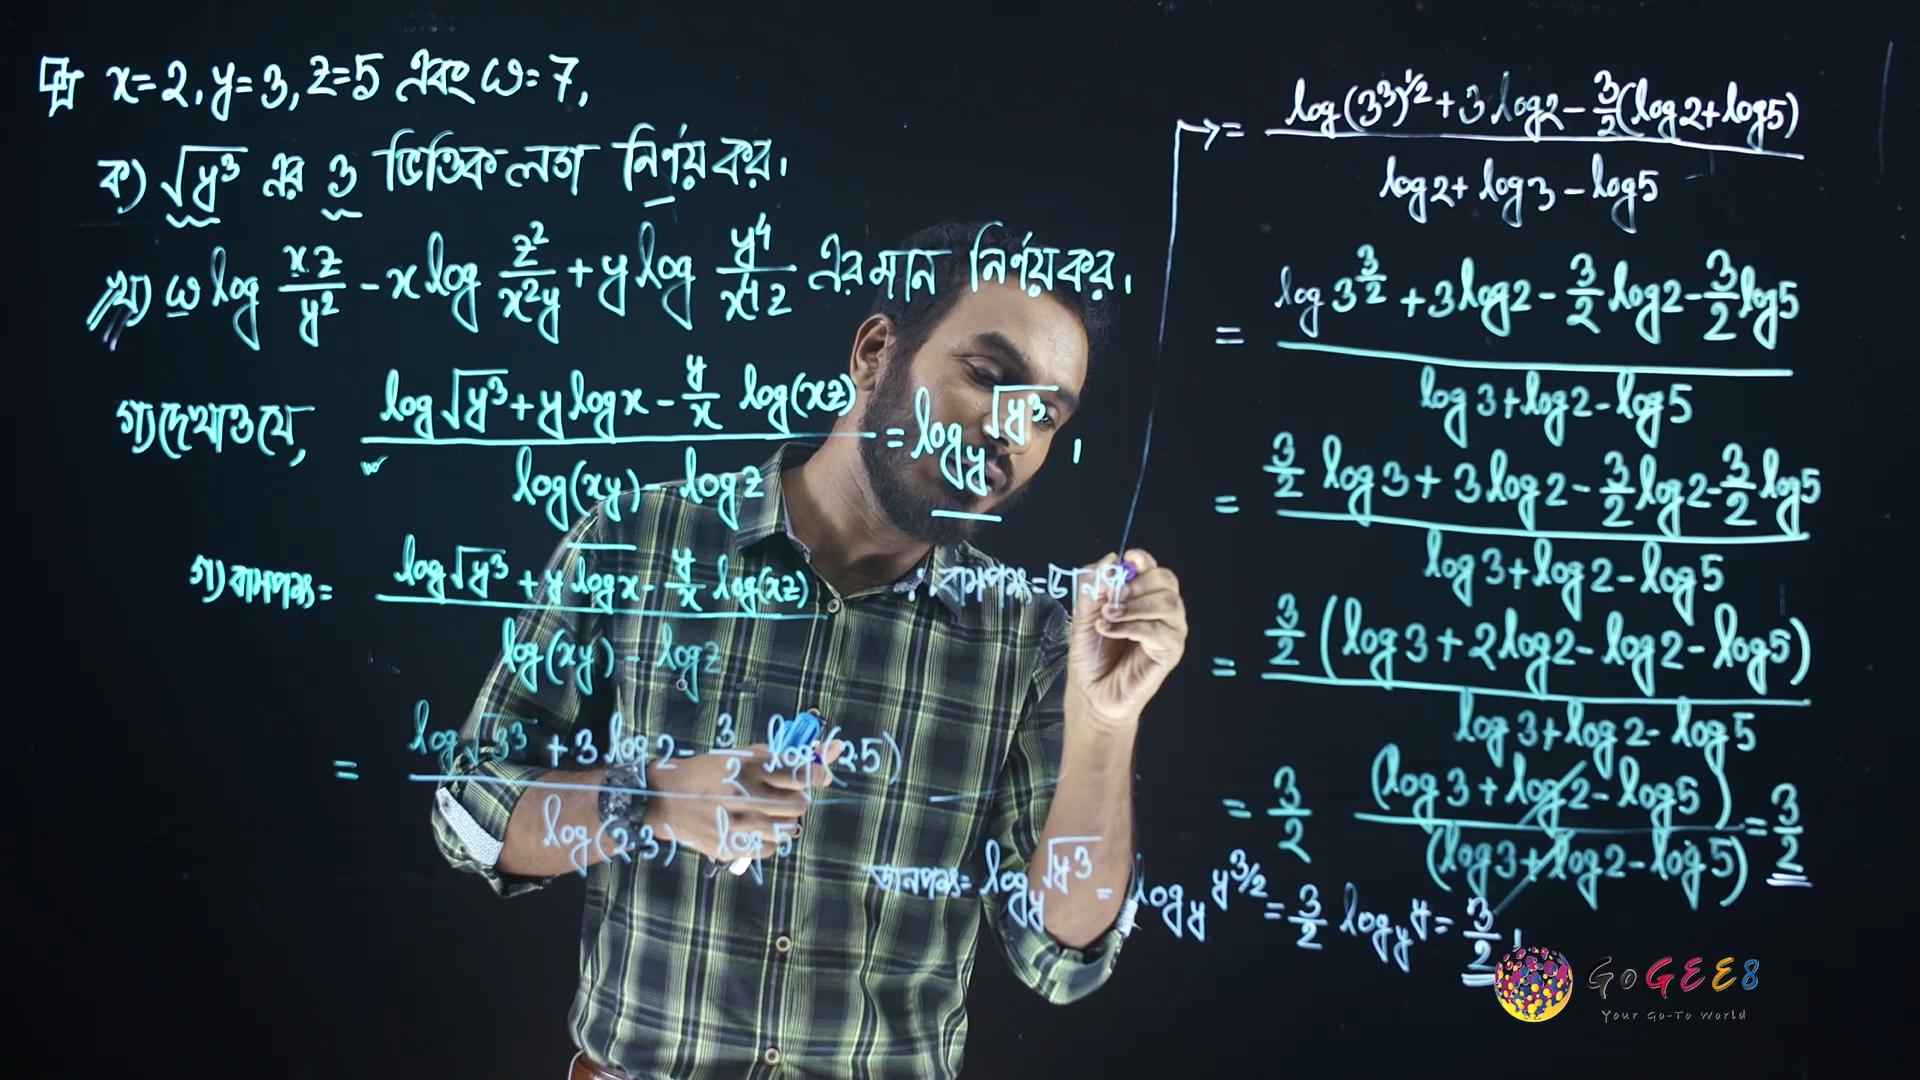 প্রঃ x=2, y=3, z=5 এবং ω=7,
ক) √y³ এর 3 ভিত্তিক লগ নির্ণয় কর।
খ) ω log xz/y² - x log z²/x²y + y log y⁴/x⁴z এর মান নির্ণয় কর।
গ) দেখাও যে, (log√y³ + y log x - y/x log(xz)) / (log(xy) - log z) = log_y √y³ ।
গ) বামপক্ষ = (log√y³ + y log x - y/x log(xz)) / (log(xy) - log z)
= (log√3³ + 3 log 2 - 3/2 log(2.5)) / (log(2.3) - log 5)
= (log(3³)^½ + 3 log 2 - 3/2 (log 2 + log 5)) / (log 2 + log 3 - log 5)
= (log 3^(3/2) + 3 log 2 - 3/2 log 2 - 3/2 log 5) / (log 3 + log 2 - log 5)
= (3/2 log 3 + 3 log 2 - 3/2 log 2 - 3/2 log 5) / (log 3 + log 2 - log 5)
= 3/2 (log 3 + 2 log 2 - log 2 - log 5) / (log 3 + log 2 - log 5)
= 3/2 (log 3 + log 2 - log 5) / (log 3 + log 2 - log 5) = 3/2
ডানপক্ষ = log_y √y³ = log_y y^(3/2) = 3/2 log_y y = 3/2 ।
∴ বামপক্ষ = ডানপ
GoGEE8
Your Go-To World